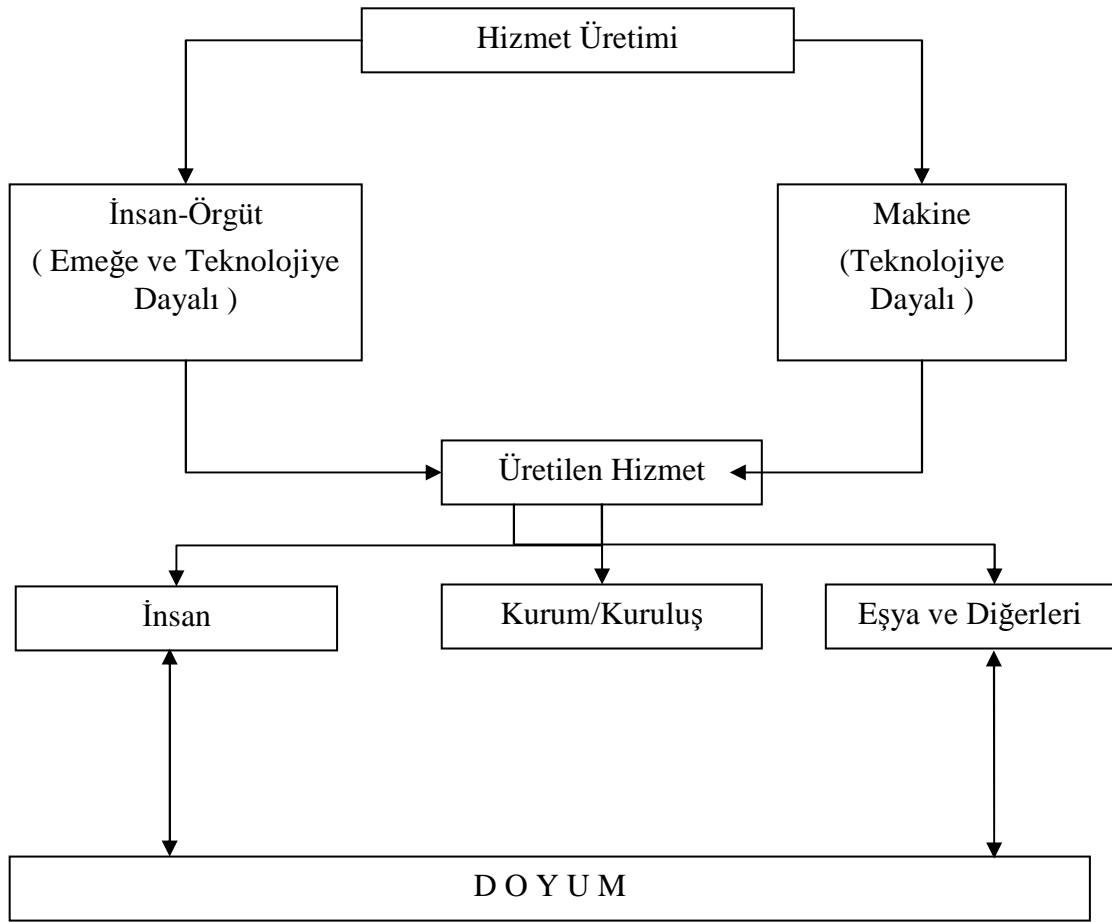 Hizmet Üretimi
İnsan-Örgüt
( Emeğe ve Teknolojiye
Dayalı )
Makine
(Teknolojiye
Dayalı )
Üretilen Hizmet
İnsan
Kurum/Kuruluş
Eşya ve Diğerleri
D O Y U M